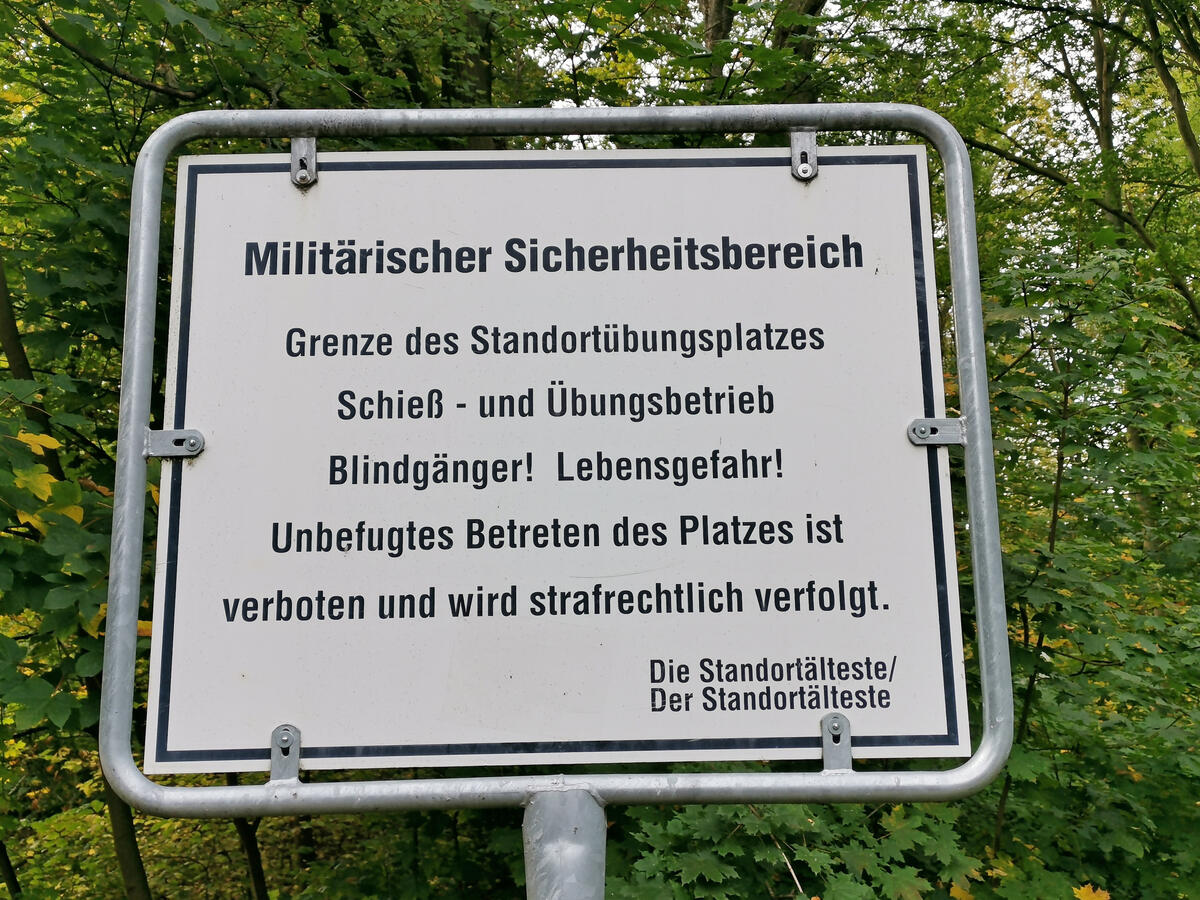 Militärischer Sicherheitsbereich
Grenze des Standortübungsplatzes
Schieß - und Übungsbetrieb
Blindgänger! Lebensgefahr!
Unbefugtes Betreten des Platzes ist
verboten und wird strafrechtlich verfolgt.
Die Standortälteste/
Der Standortälteste